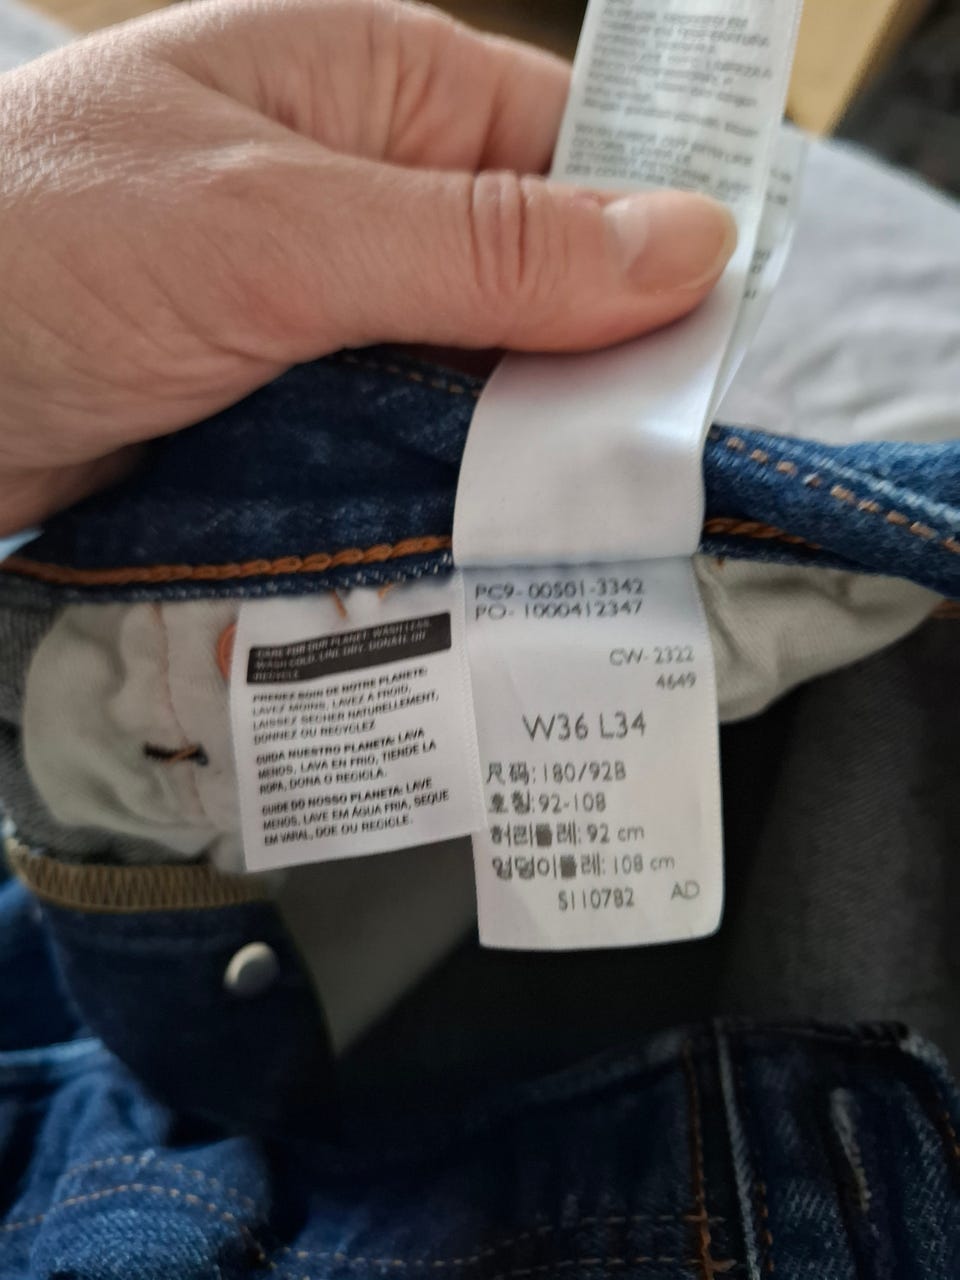 CARE FOR OUR PLANET: WASH LESS,
WASH COLD, LINE DRY, DONATE OR
RECYCLE
PRENEZ SOIN DE NOTRE PLANETE:
LAVEZ MOINS, LAVEZ A FROID,
LAISSEZ SECHER NATURELLEMENT,
DONNEZ OU RECYCLEZ
CUIDA NUESTRO PLANETA: LAVA
MENOS, LAVA EN FRIO, TIENDE LA
ROPA, DONA O RECICLA.
CUIDE DO NOSSO PLANETA: LAVE
MENOS, LAVE EM ÁGUA FRIA, SEQUE
EM VARAL, DOE OU RECICLE.
PC9- 00501-3342
PO- 1000412347
CW- 2322
4649
W36 L34
尺码: 180/92B
호칭: 92-108
허리둘레: 92 cm
엉덩이둘레: 108 cm
S110782 AD